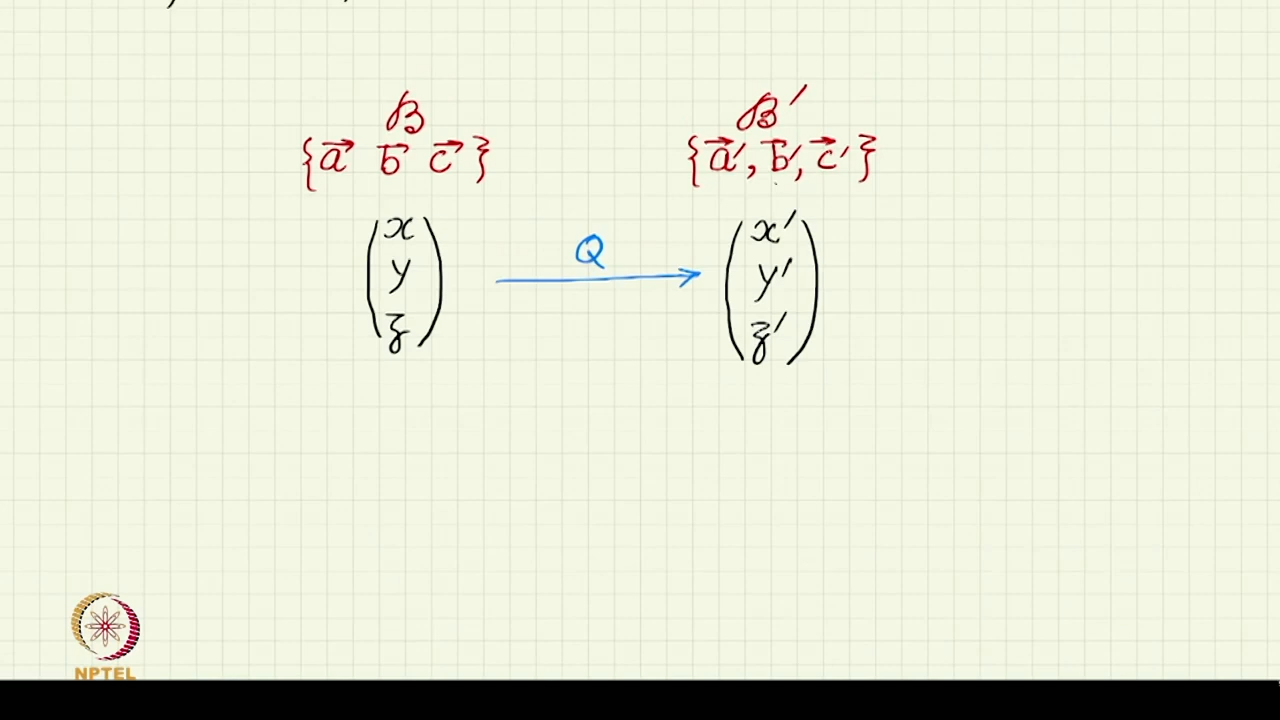 B B′
{a⃗ b⃗ c⃗} {a⃗′, b⃗′, c⃗′}
x x′
Q
y y′
z z′
NPTEL